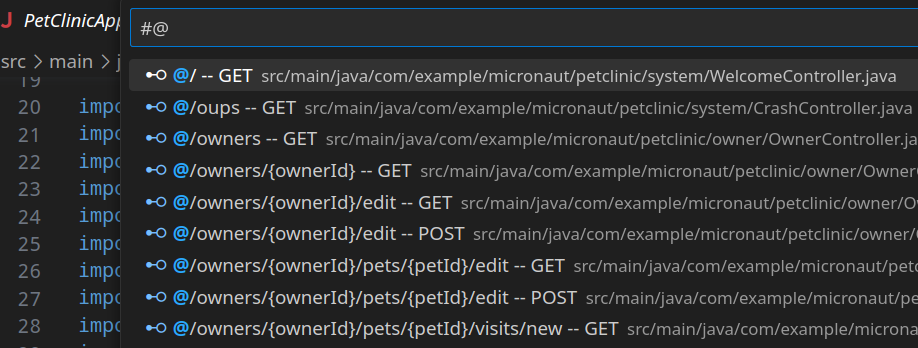 J PetClinicApp
#@
src > main > j
19
@/ -- GET src/main/java/com/example/micronaut/petclinic/system/WelcomeController.java
20 impo
@/oups -- GET src/main/java/com/example/micronaut/petclinic/system/CrashController.java
21 impo
@/owners -- GET src/main/java/com/example/micronaut/petclinic/owner/OwnerController.ja
22 impo
@/owners/{ownerId} -- GET src/main/java/com/example/micronaut/petclinic/owner/Owner
23 impo
24 impo
@/owners/{ownerId}/edit -- GET src/main/java/com/example/micronaut/petclinic/owner/Ow
25 impo
@/owners/{ownerId}/edit -- POST src/main/java/com/example/micronaut/petclinic/owner/
26 impo
@/owners/{ownerId}/pets/{petId}/edit -- GET src/main/java/com/example/micronaut/petc
27 impo
@/owners/{ownerId}/pets/{petId}/edit -- POST src/main/java/com/example/micronaut/pe
28 impo
@/owners/{ownerId}/pets/{petId}/visits/new -- GET src/main/java/com/example/microna